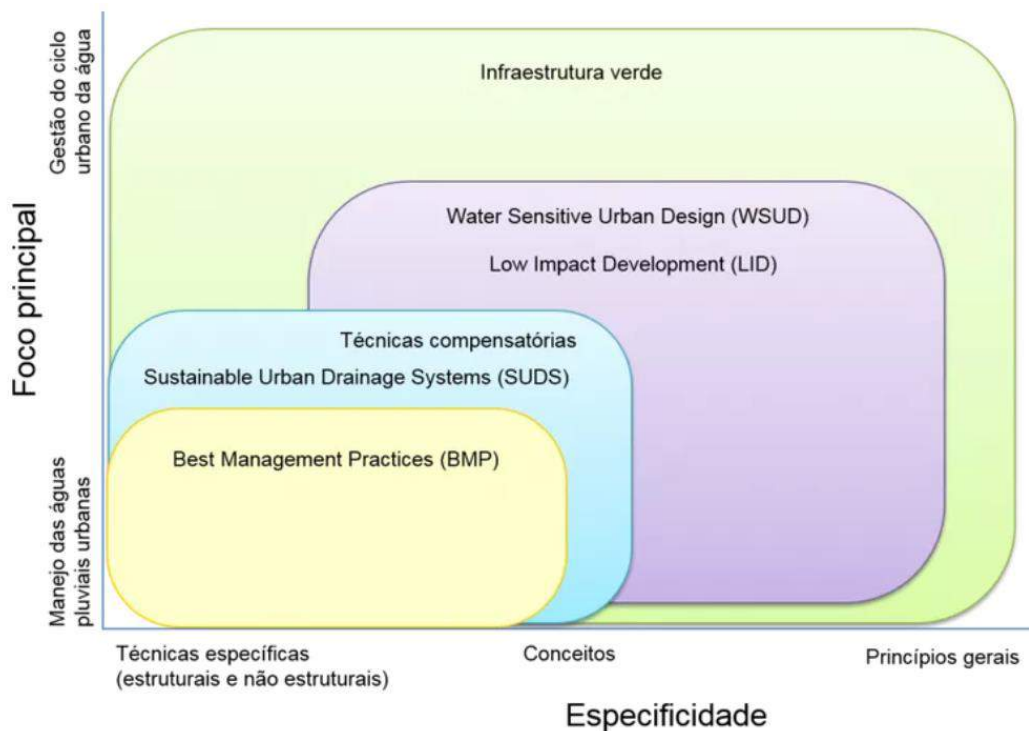 Foco principal
Gestão do ciclo
urbano da água
Manejo das águas
pluviais urbanas
Infraestrutura verde
Water Sensitive Urban Design (WSUD)
Low Impact Development (LID)
Técnicas compensatórias
Sustainable Urban Drainage Systems (SUDS)
Best Management Practices (BMP)
Técnicas específicas
(estruturais e não estruturais)
Conceitos
Princípios gerais
Especificidade